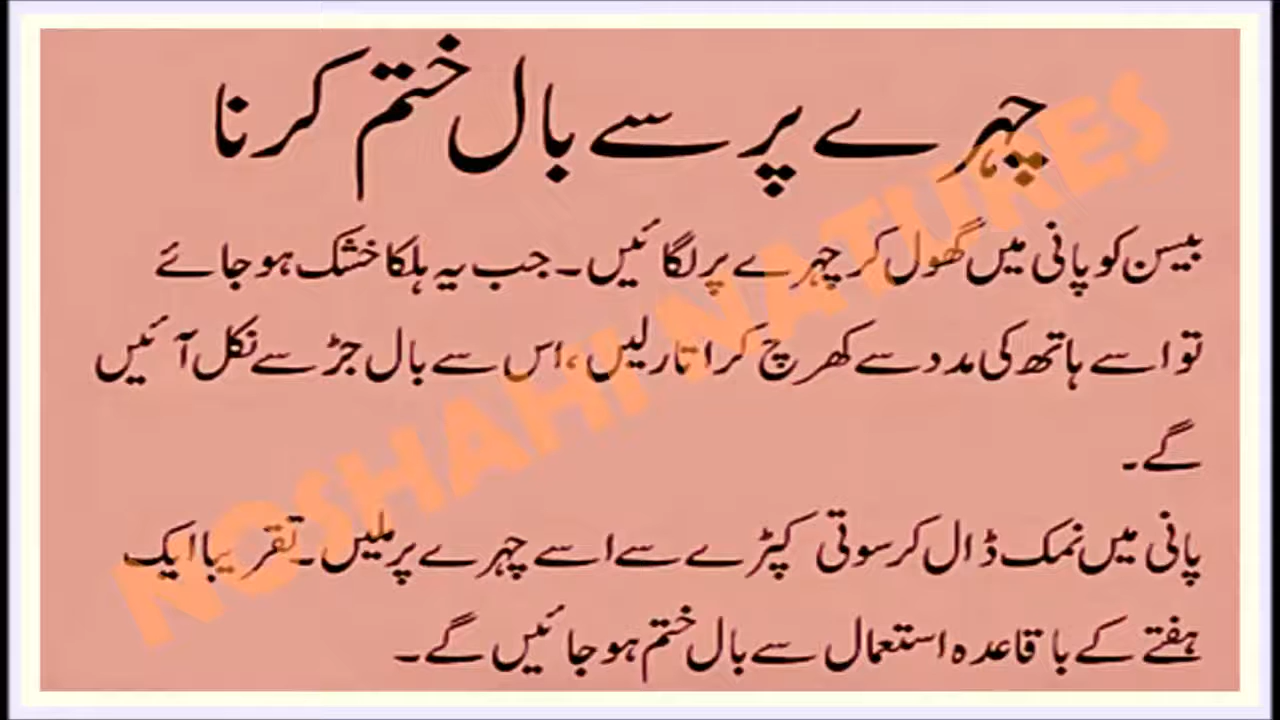 چہرے پر سے بال ختم کرنا
بیسن کو پانی میں گھول کر چہرے پر لگائیں۔ جب یہ ہلکا خشک ہو جائے
تو اسے ہاتھ کی مدد سے کھرچ کر اتار لیں، اس سے بال جڑ سے نکل آئیں
گے۔
پانی میں نمک ڈال کر سوتی کپڑے سے اسے چہرے پر ملیں۔ تقریبا ایک
ہفتے کے باقاعدہ استعمال سے بال ختم ہو جائیں گے۔
NOSHAHI NATURES